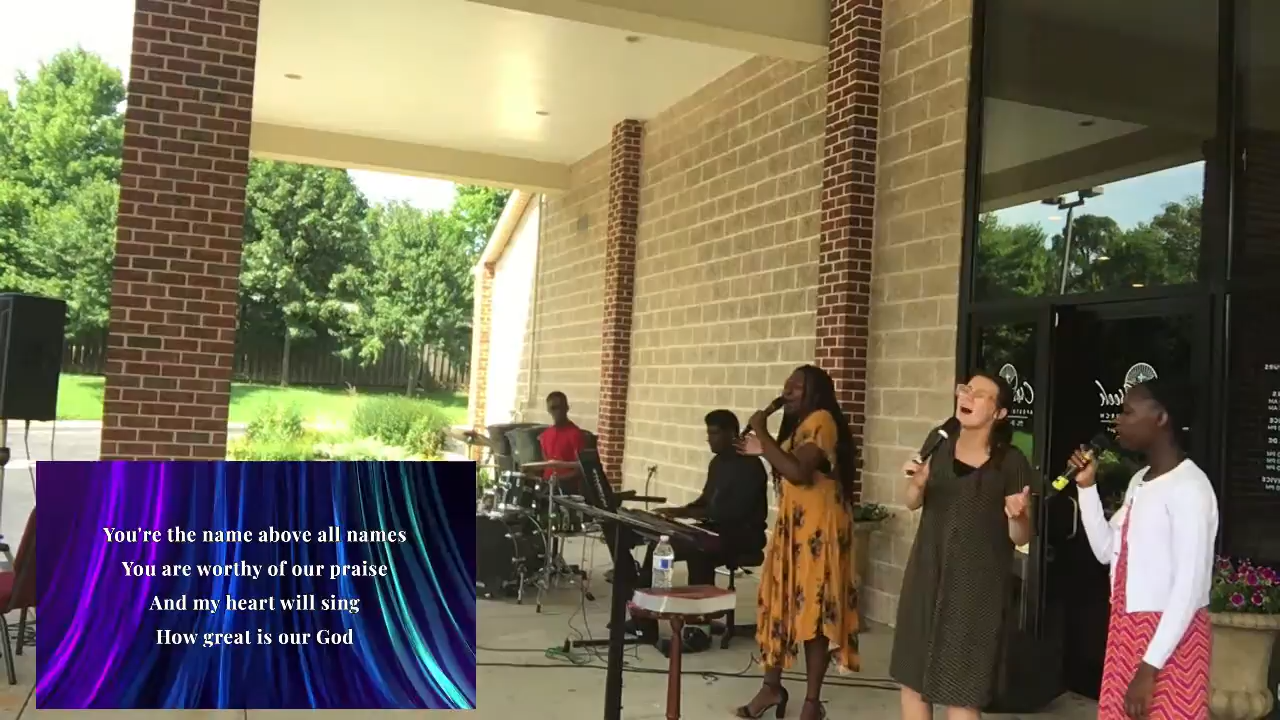 You're the name above all names
You are worthy of our praise
And my heart will sing
How great is our God